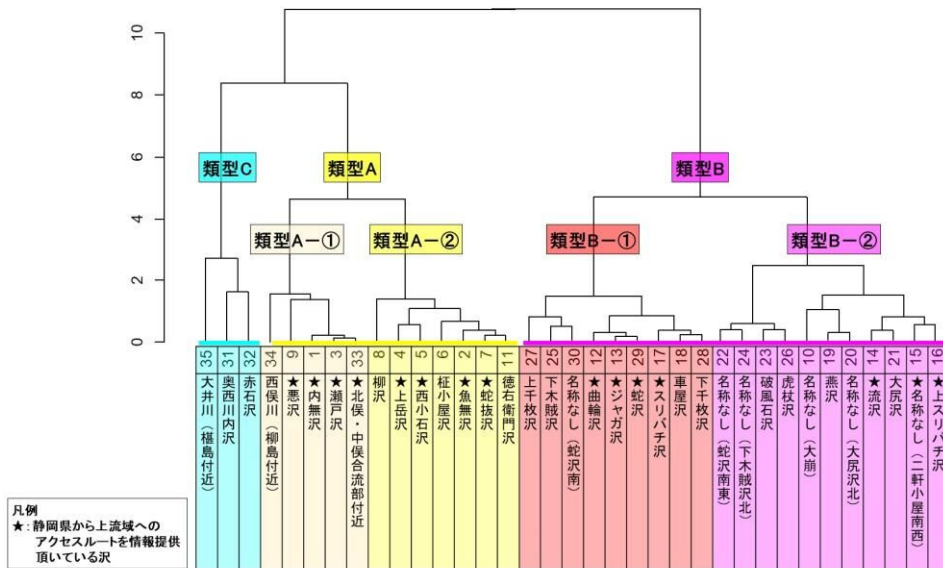 10
8
6
4
2
0
類型C
類型A
類型B
類型A-①
類型A-②
類型B-①
類型B-②
35
大井川（椹島付近）
31
奥西川内沢
32
赤石沢
34
西俣川（柳島付近）
9
★悪沢
1
★内無沢
3
★瀬戸沢
33
★北俣・中俣合流部付近
8
柳沢
4
★上岳沢
5
★西小石沢
6
柾小屋沢
2
★魚無沢
7
★蛇抜沢
11
徳右衛門沢
27
上千枚沢
25
下木賊沢
30
名称なし（蛇沢南）
12
★曲輪沢
13
★ジャガ沢
29
★蛇沢
17
★スリバチ沢
18
車屋沢
28
下千枚沢
22
名称なし（蛇沢南東）
24
名称なし（下木賊沢北）
23
破風石沢
26
虎杖沢
10
名称なし（大崩）
19
燕沢
20
名称なし（大尻沢北）
14
★流沢
21
大尻沢
15
★名称なし（二軒小屋南西）
16
★上スリバチ沢
凡例
★：静岡県から上流域への
アクセスルートを情報提供
頂いている沢